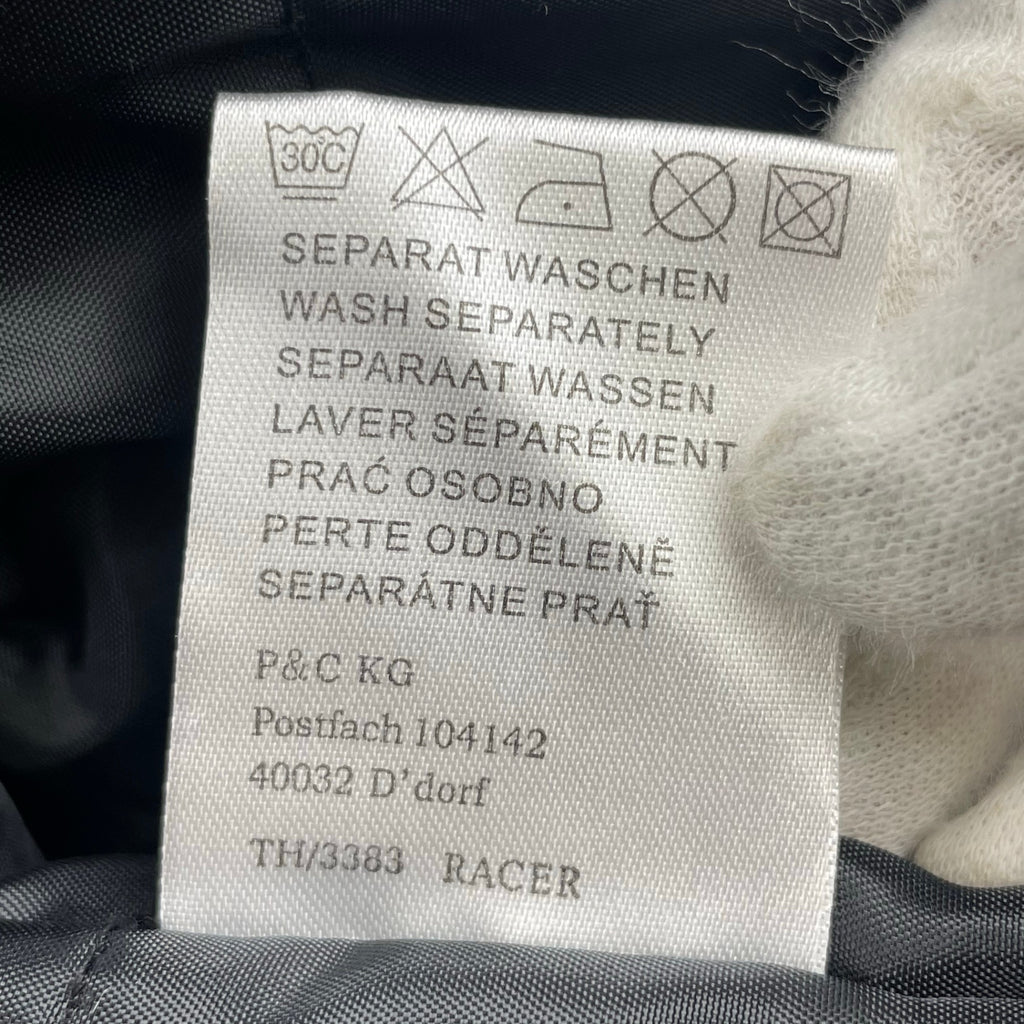 30°C
SEPARAT WASCHEN
WASH SEPARATELY
SEPARAAT WASSEN
LAVER SÉPARÉMENT
PRAĆ OSOBNO
PERTE ODDĚLENĚ
SEPARÁTNE PRAŤ
P&C KG
Postfach 104142
40032 D'dorf
TH/3383 RACER